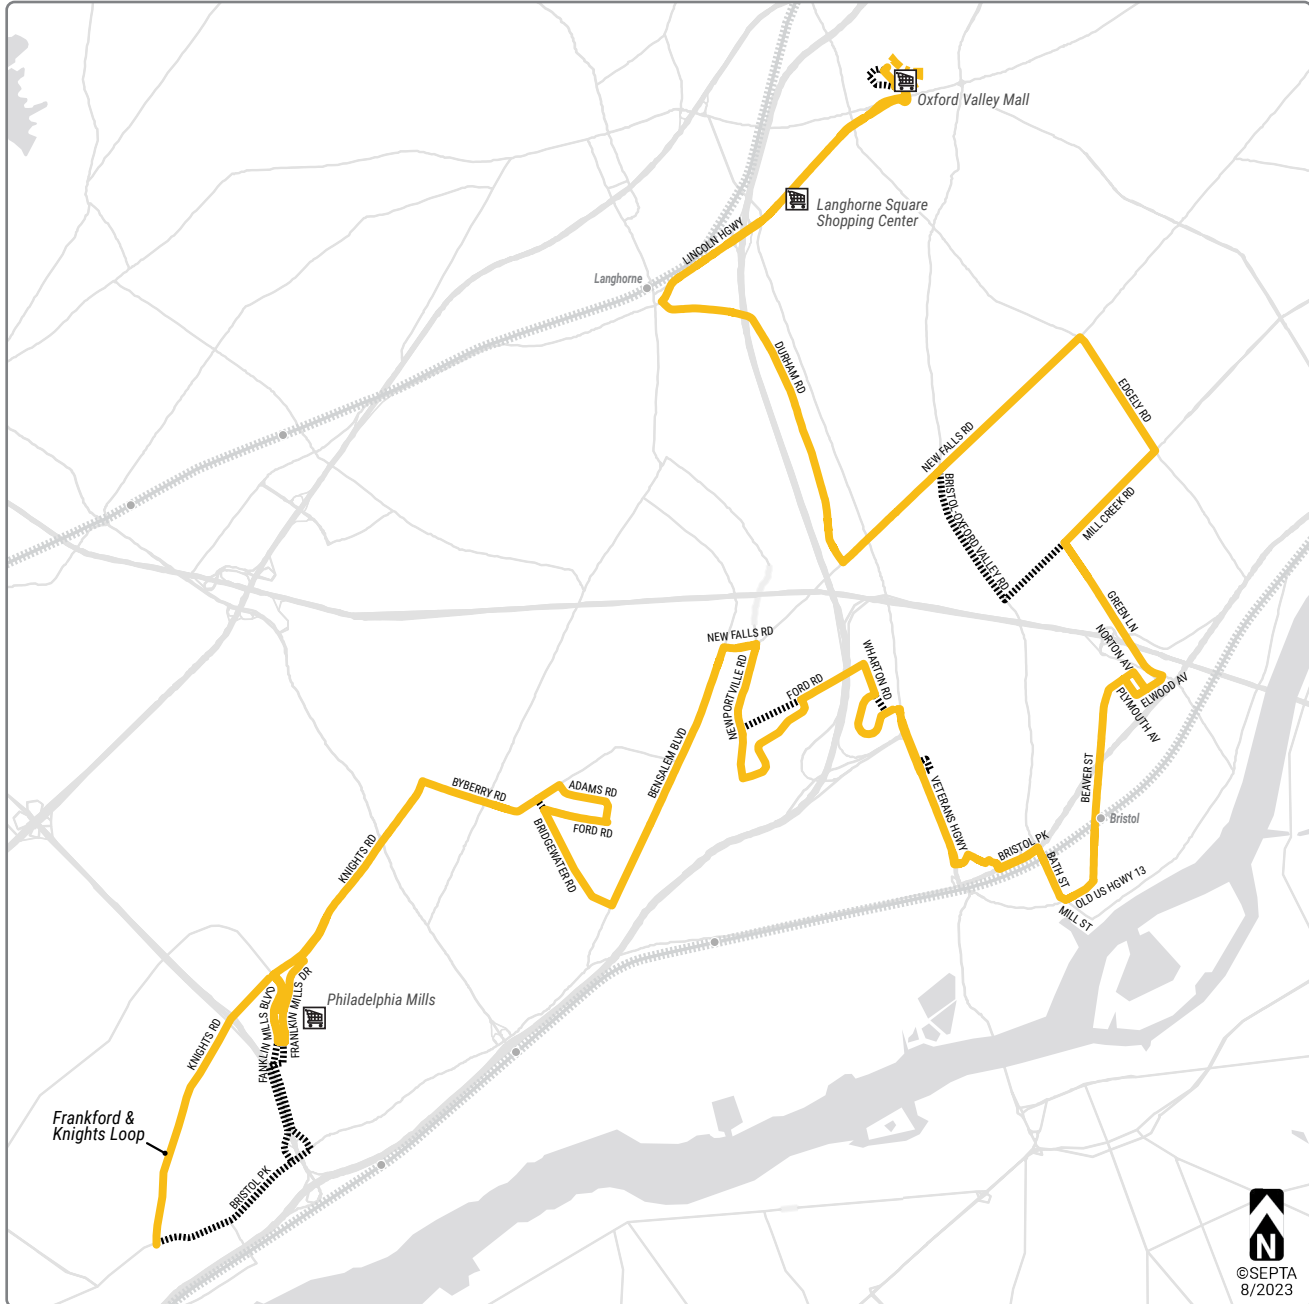 Oxford Valley Mall
Langhorne Square
Shopping Center
LINCOLN HGWY
Langhorne
DURHAM RD
EDGELY RD
NEW FALLS RD
BRISTOL-OXFORD VALLEY RD
MILL CREEK RD
GREEN LN
NORTON AV
ELWOOD AV
PLYMOUTH AV
NEW FALLS RD
NEWPORTVILLE RD
FORD RD
WHARTON RD
BENSALEM BLVD
VETERANS HGWY
BEAVER ST
Bristol
BRISTOL PK
BATH ST
OLD US HGWY 13
MILL ST
BYBERRY RD
ADAMS RD
FORD RD
BRIDGEWATER RD
KNIGHTS RD
Philadelphia Mills
FANKLIN MILLS BLVD
FRANLKIN MILLS DR
KNIGHTS RD
Frankford &
Knights Loop
BRISTOL PK
N
©SEPTA
8/2023